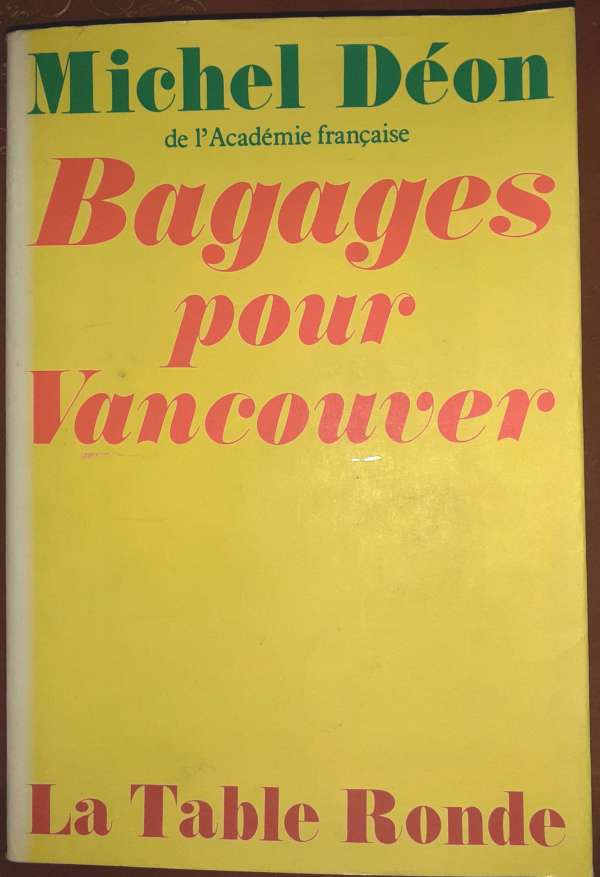 Michel Déon
de l'Académie française
Bagages
pour
Vancouver
La Table Ronde